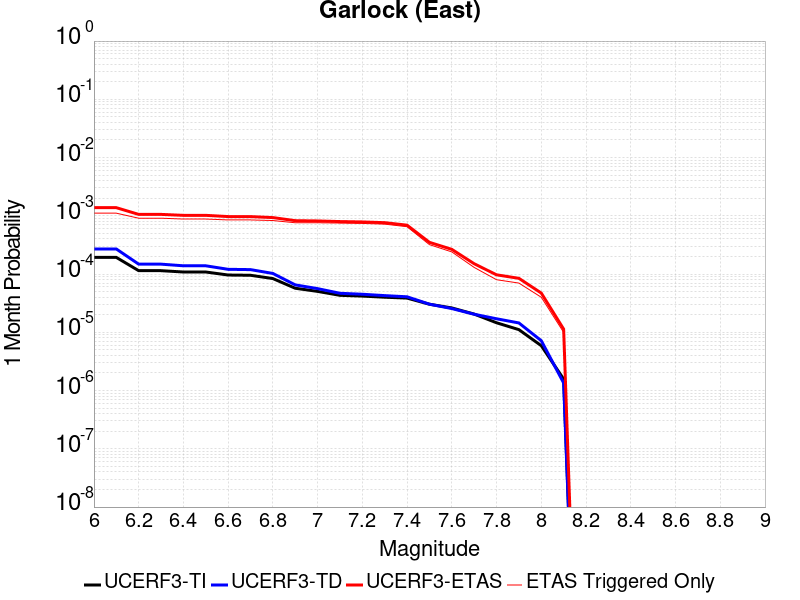 Garlock (East)
10^0
10^-1
10^-2
10^-3
10^-4
10^-5
10^-6
10^-7
10^-8
1 Month Probability
6 6.2 6.4 6.6 6.8 7 7.2 7.4 7.6 7.8 8 8.2 8.4 8.6 8.8 9
Magnitude
UCERF3-TI UCERF3-TD UCERF3-ETAS ETAS Triggered Only